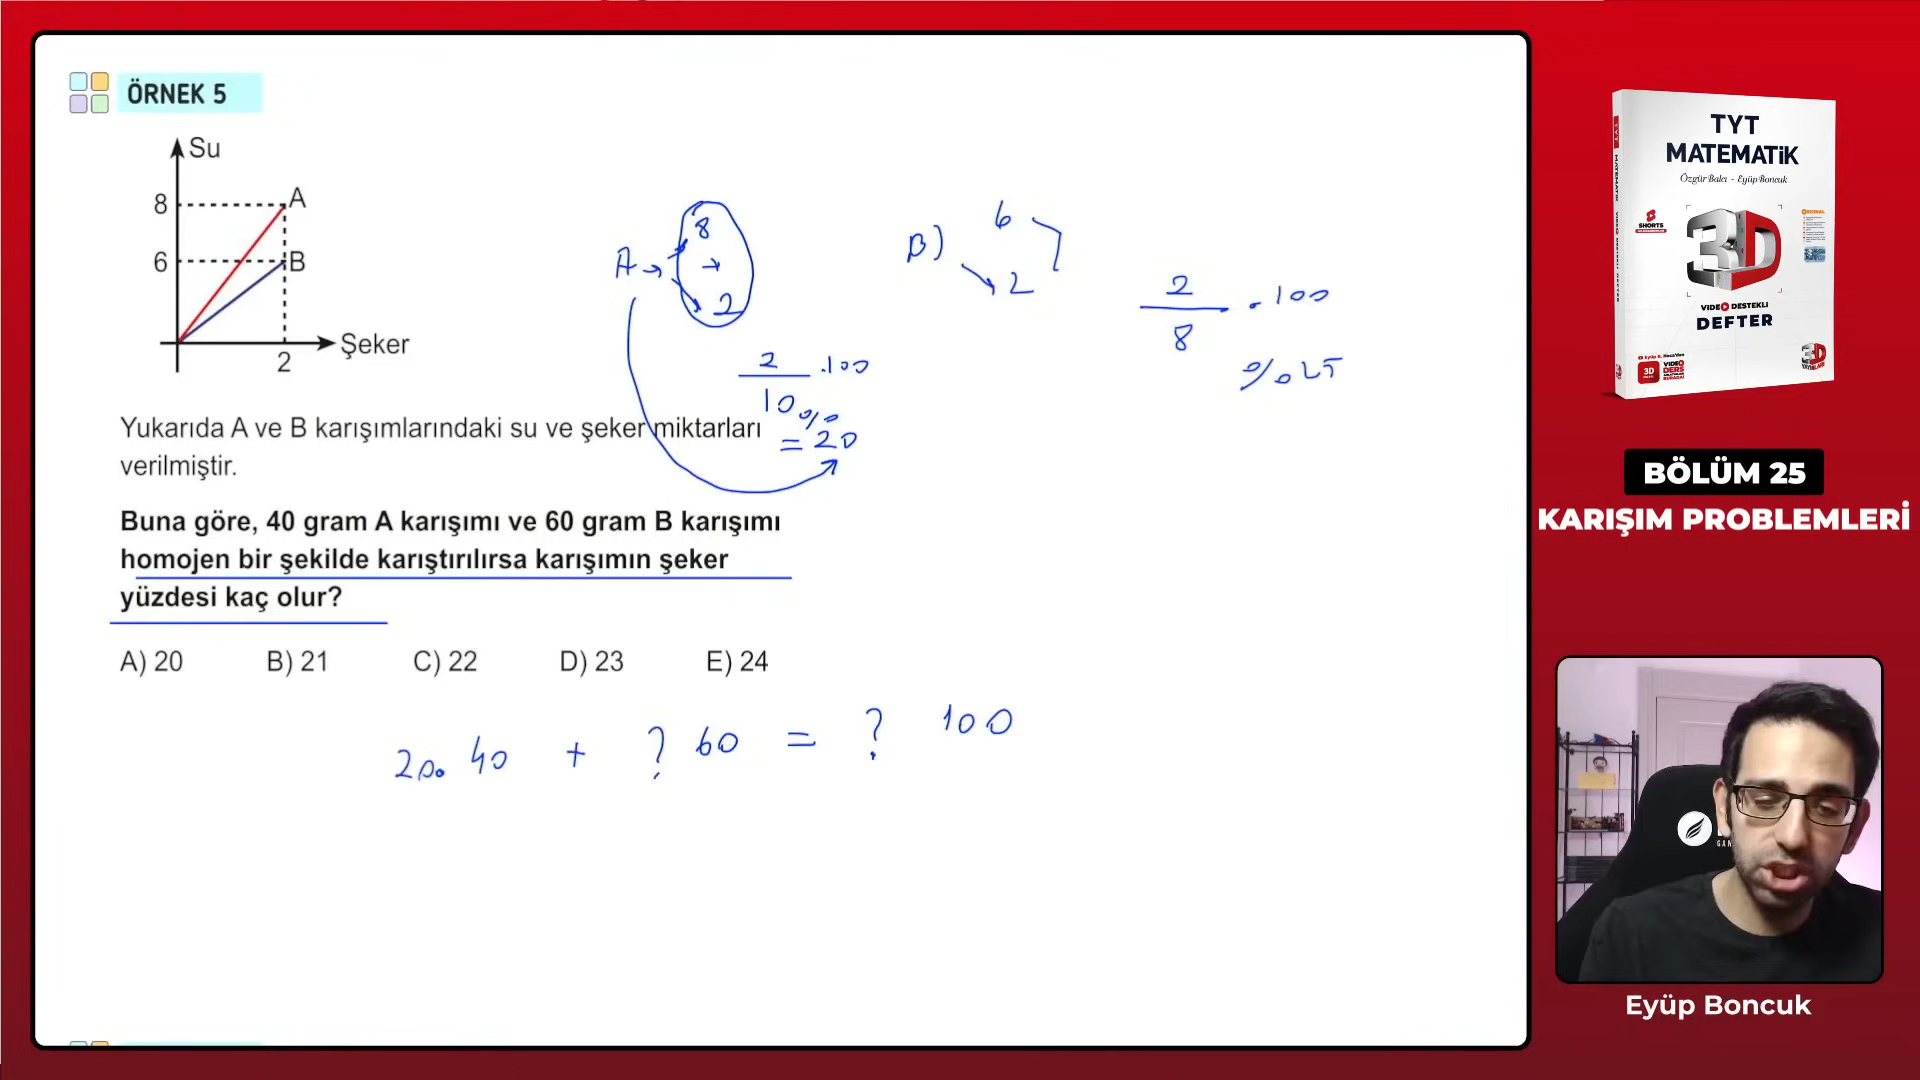 ÖRNEK 5
Su
8
A
6
B
Şeker
2
A
8
+
2
2
.100
10
%
= 20
B)
6
2
2
.100
8
Yukarıda A ve B karışımlarındaki su ve şeker miktarları
verilmiştir.
Buna göre, 40 gram A karışımı ve 60 gram B karışımı
homojen bir şekilde karıştırılırsa karışımın şeker
yüzdesi kaç olur?
A) 20 B) 21 C) 22 D) 23 E) 24
20. 40 + ? 60 = ? 100
TYT
MATEMATİK
Özgür Balcı - Eyüp Boncuk
SHORTS
3D
VIDEO DESTEKLİ
DEFTER
BÖLÜM 25
KARIŞIM PROBLEMLERİ
Eyüp Boncuk